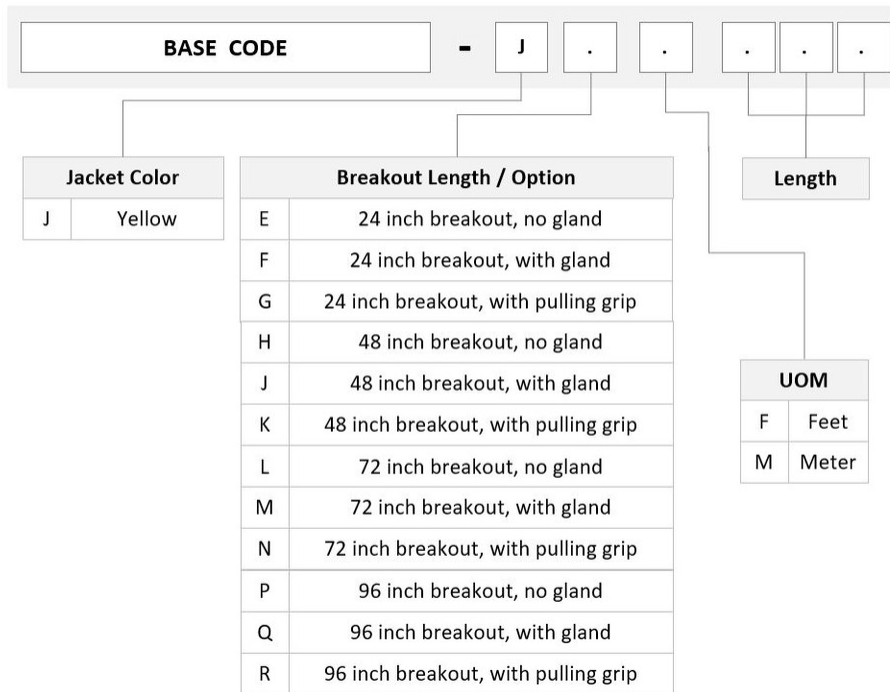 BASE CODE - J . . . . .
Jacket Color
J Yellow
Breakout Length / Option
E 24 inch breakout, no gland
F 24 inch breakout, with gland
G 24 inch breakout, with pulling grip
H 48 inch breakout, no gland
J 48 inch breakout, with gland
K 48 inch breakout, with pulling grip
L 72 inch breakout, no gland
M 72 inch breakout, with gland
N 72 inch breakout, with pulling grip
P 96 inch breakout, no gland
Q 96 inch breakout, with gland
R 96 inch breakout, with pulling grip
Length
UOM
F Feet
M Meter